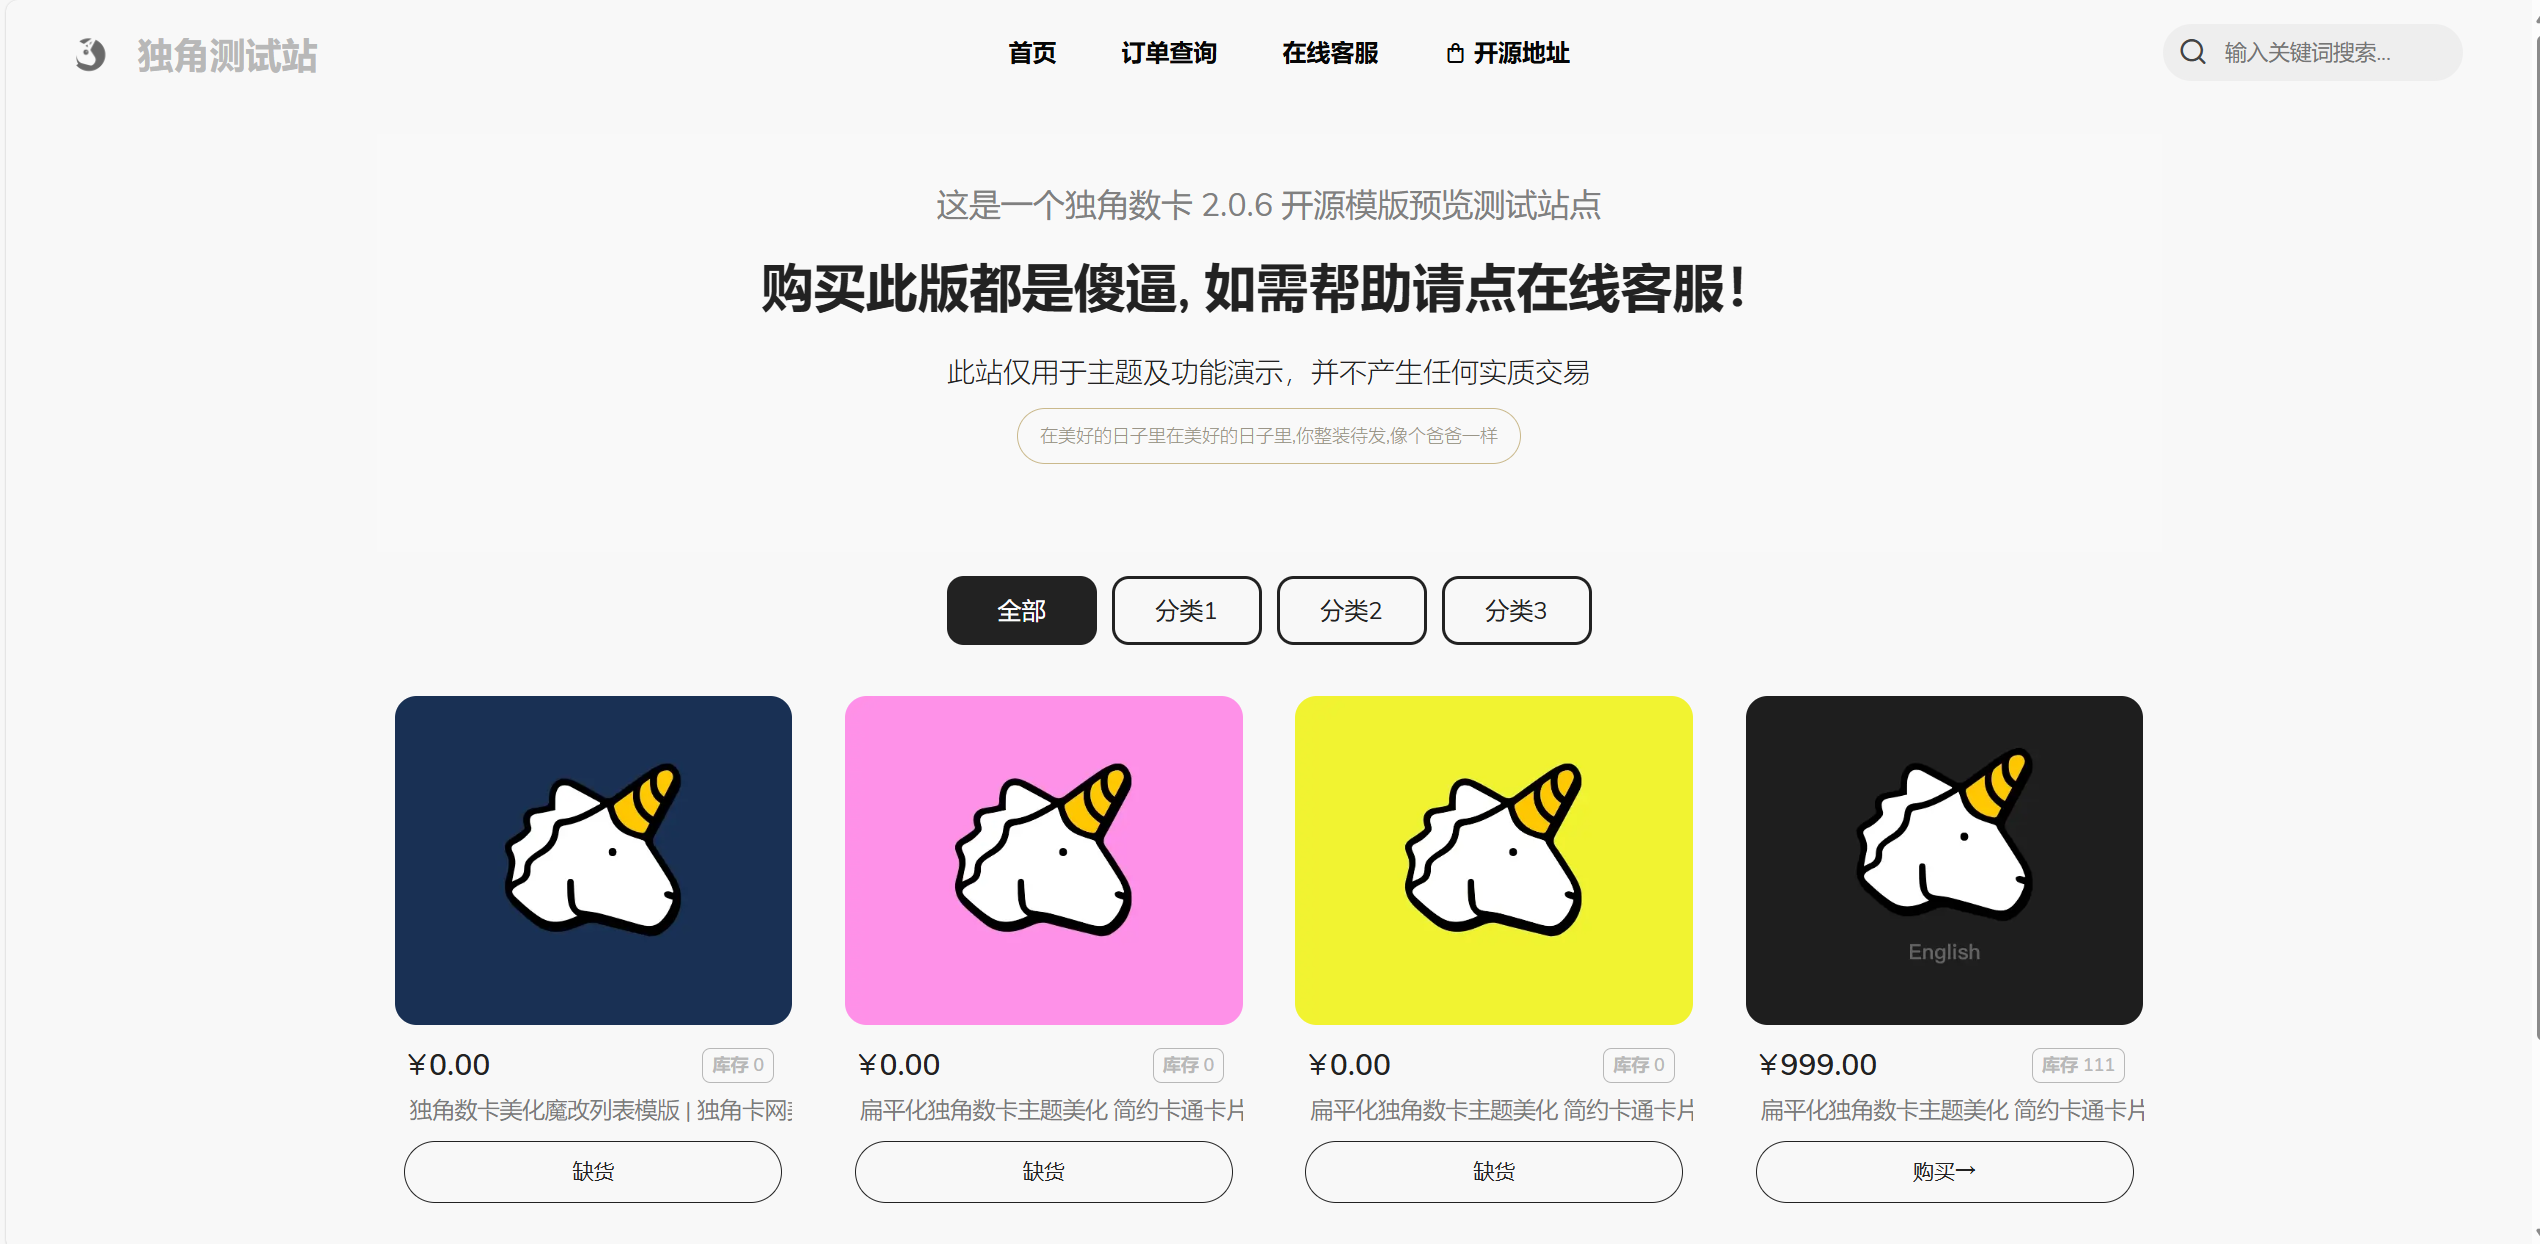 独角测试站
首页 订单查询 在线客服 开源地址
输入关键词搜索...
这是一个独角数卡 2.0.6 开源模版预览测试站点
购买此版都是傻逼, 如需帮助请点在线客服!
此站仅用于主题及功能演示，并不产生任何实质交易
在美好的日子里在美好的日子里,你整装待发,像个爸爸一样
全部 分类1 分类2 分类3
English
¥0.00 库存 0
独角数卡美化魔改列表模版 | 独角卡网
缺货
¥0.00 库存 0
扁平化独角数卡主题美化 简约卡通卡片
缺货
¥0.00 库存 0
扁平化独角数卡主题美化 简约卡通卡片
缺货
¥999.00 库存 111
扁平化独角数卡主题美化 简约卡通卡片
购买→